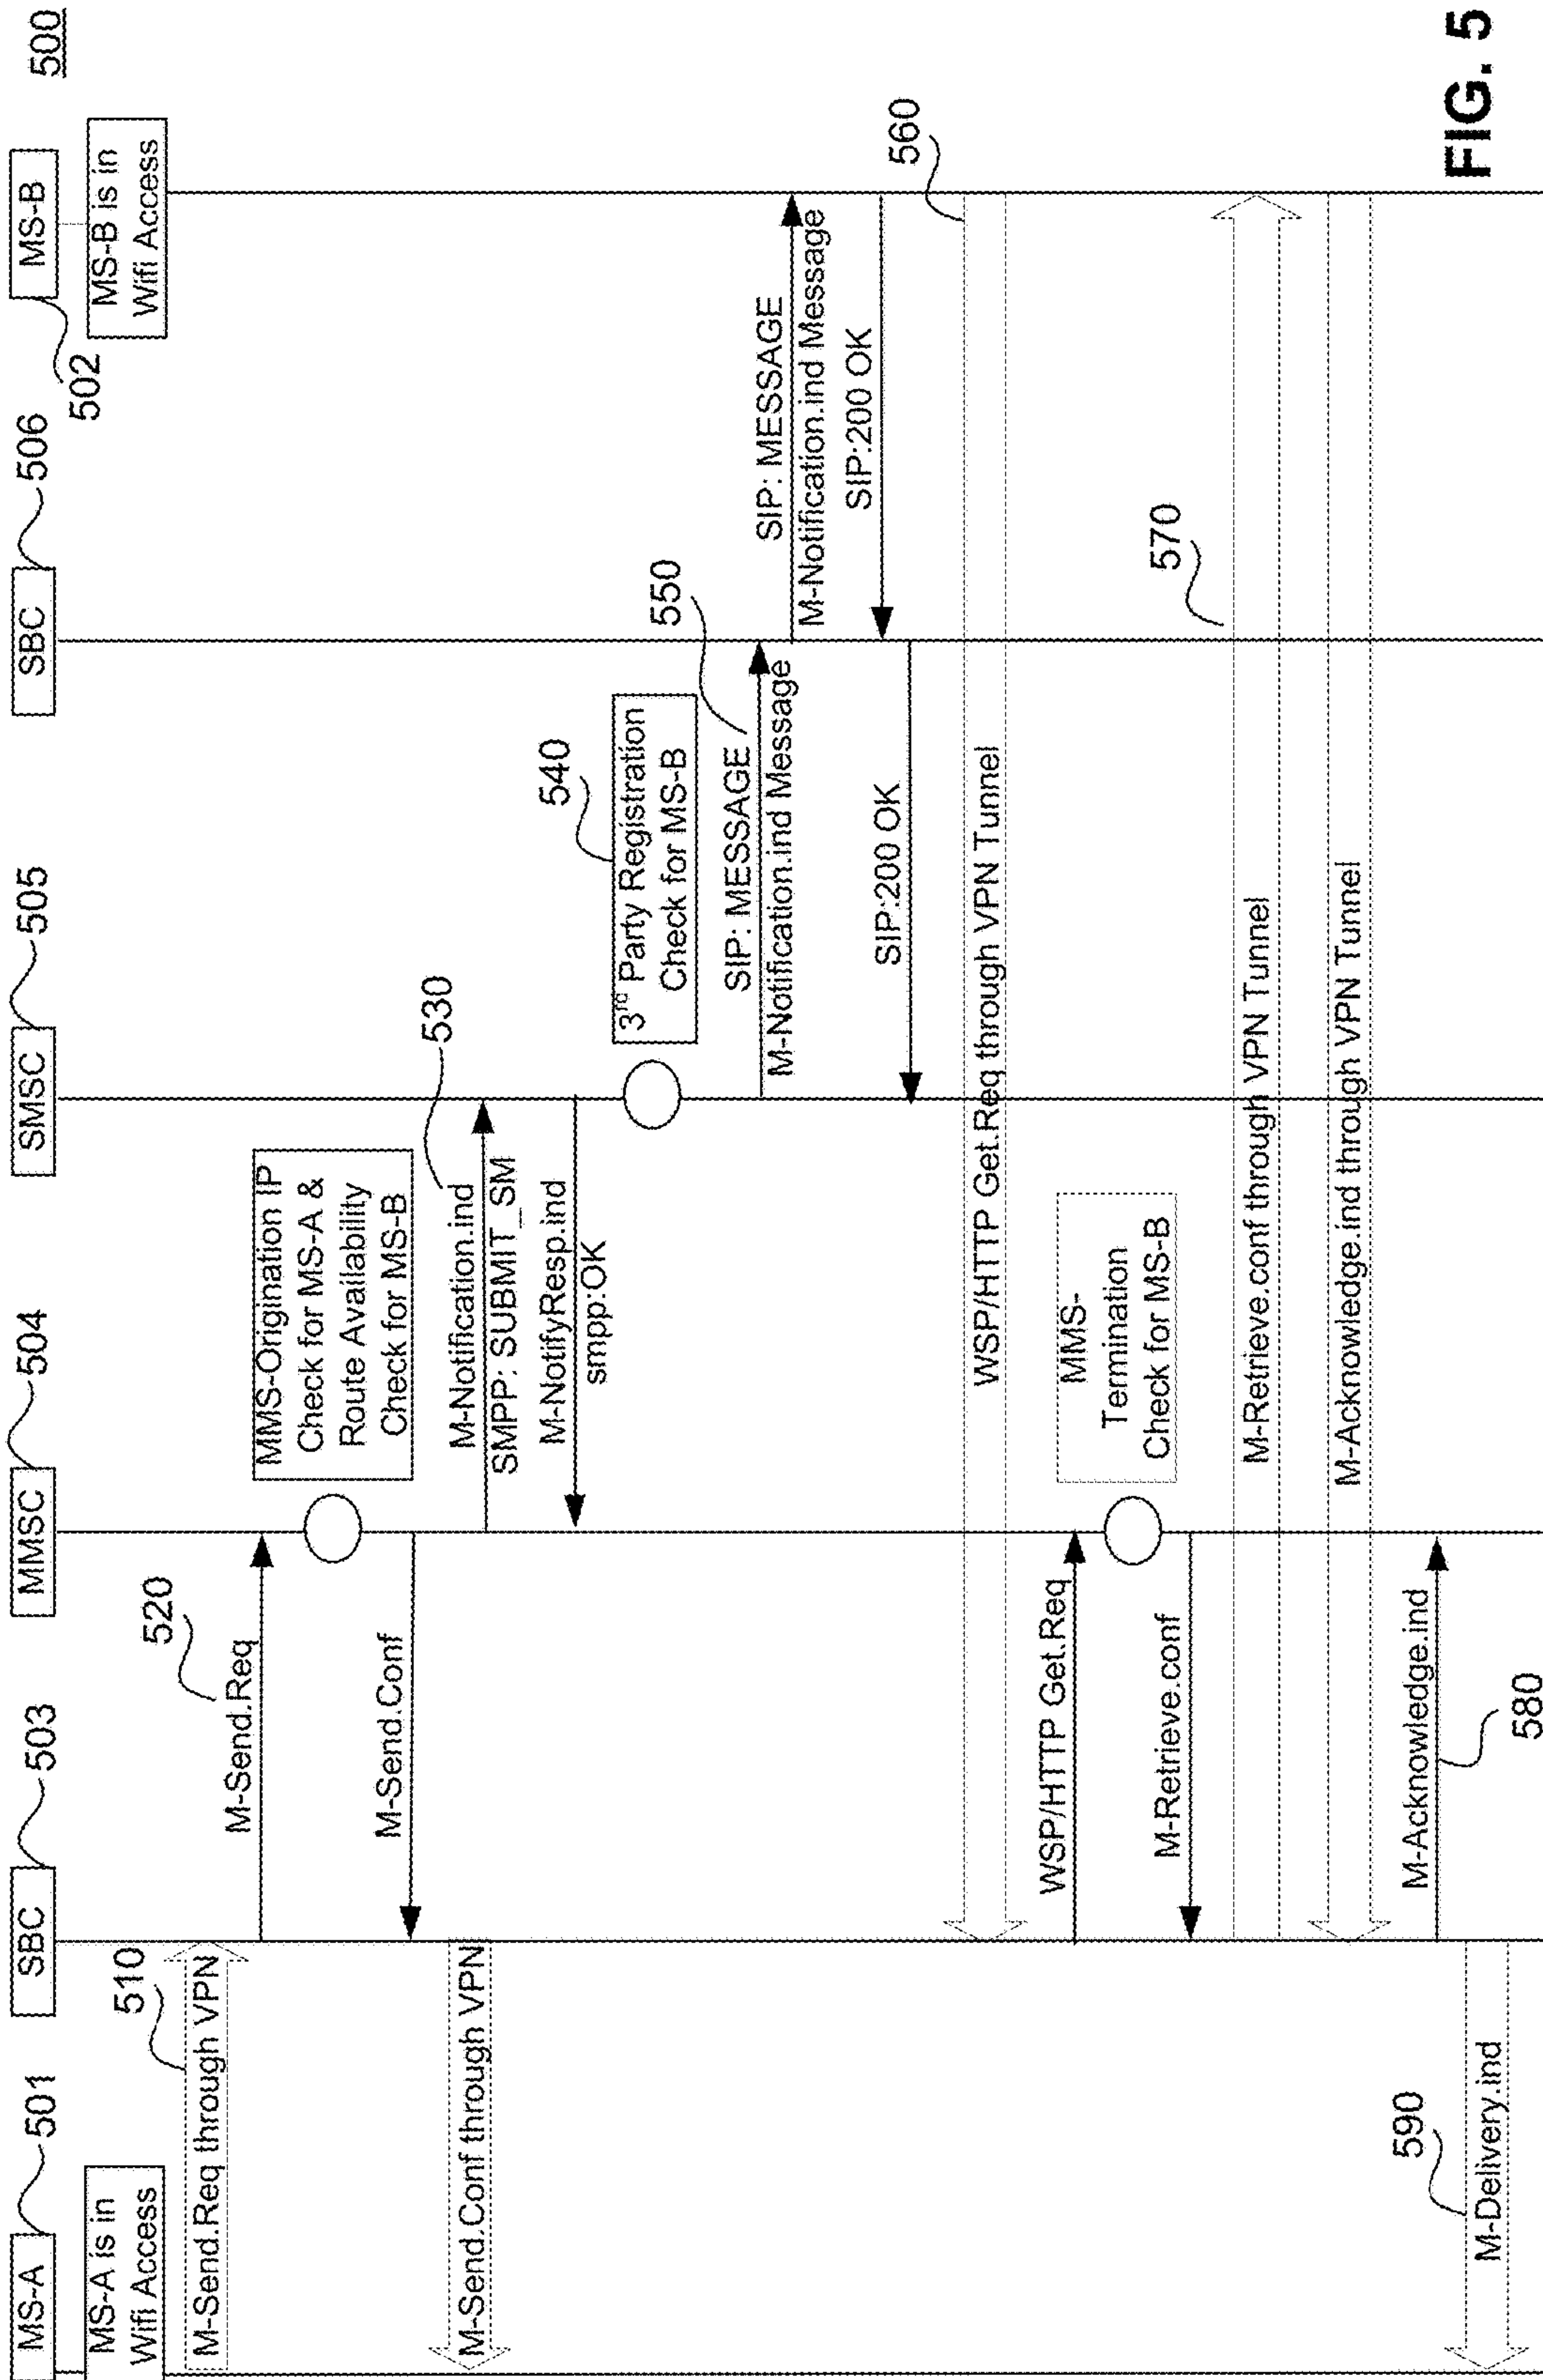 500
MS-A
501
SBC
503
MMSC
504
SMSC
505
SBC
506
MS-B
502
MS-A is in
Wifi Access
MS-B is in
Wifi Access
510
M-Send.Req through VPN
520
M-Send.Req
MMS-Origination IP
Check for MS-A &
Route Availability
Check for MS-B
M-Send.Conf
M-Send.Conf through VPN
530
M-Notification.ind
SMPP: SUBMIT_SM
M-NotifyResp.ind
smpp:OK
540
3rd Party Registration
Check for MS-B
550
SIP: MESSAGE
M-Notification.ind Message
SIP: MESSAGE
M-Notification.ind Message
SIP:200 OK
SIP:200 OK
560
WSP/HTTP Get.Req through VPN Tunnel
WSP/HTTP Get.Req
MMS-
Termination
Check for MS-B
M-Retrieve.conf
570
M-Retrieve.conf through VPN Tunnel
M-Acknowledge.ind through VPN Tunnel
M-Acknowledge.ind
580
590
M-Delivery.ind
FIG. 5